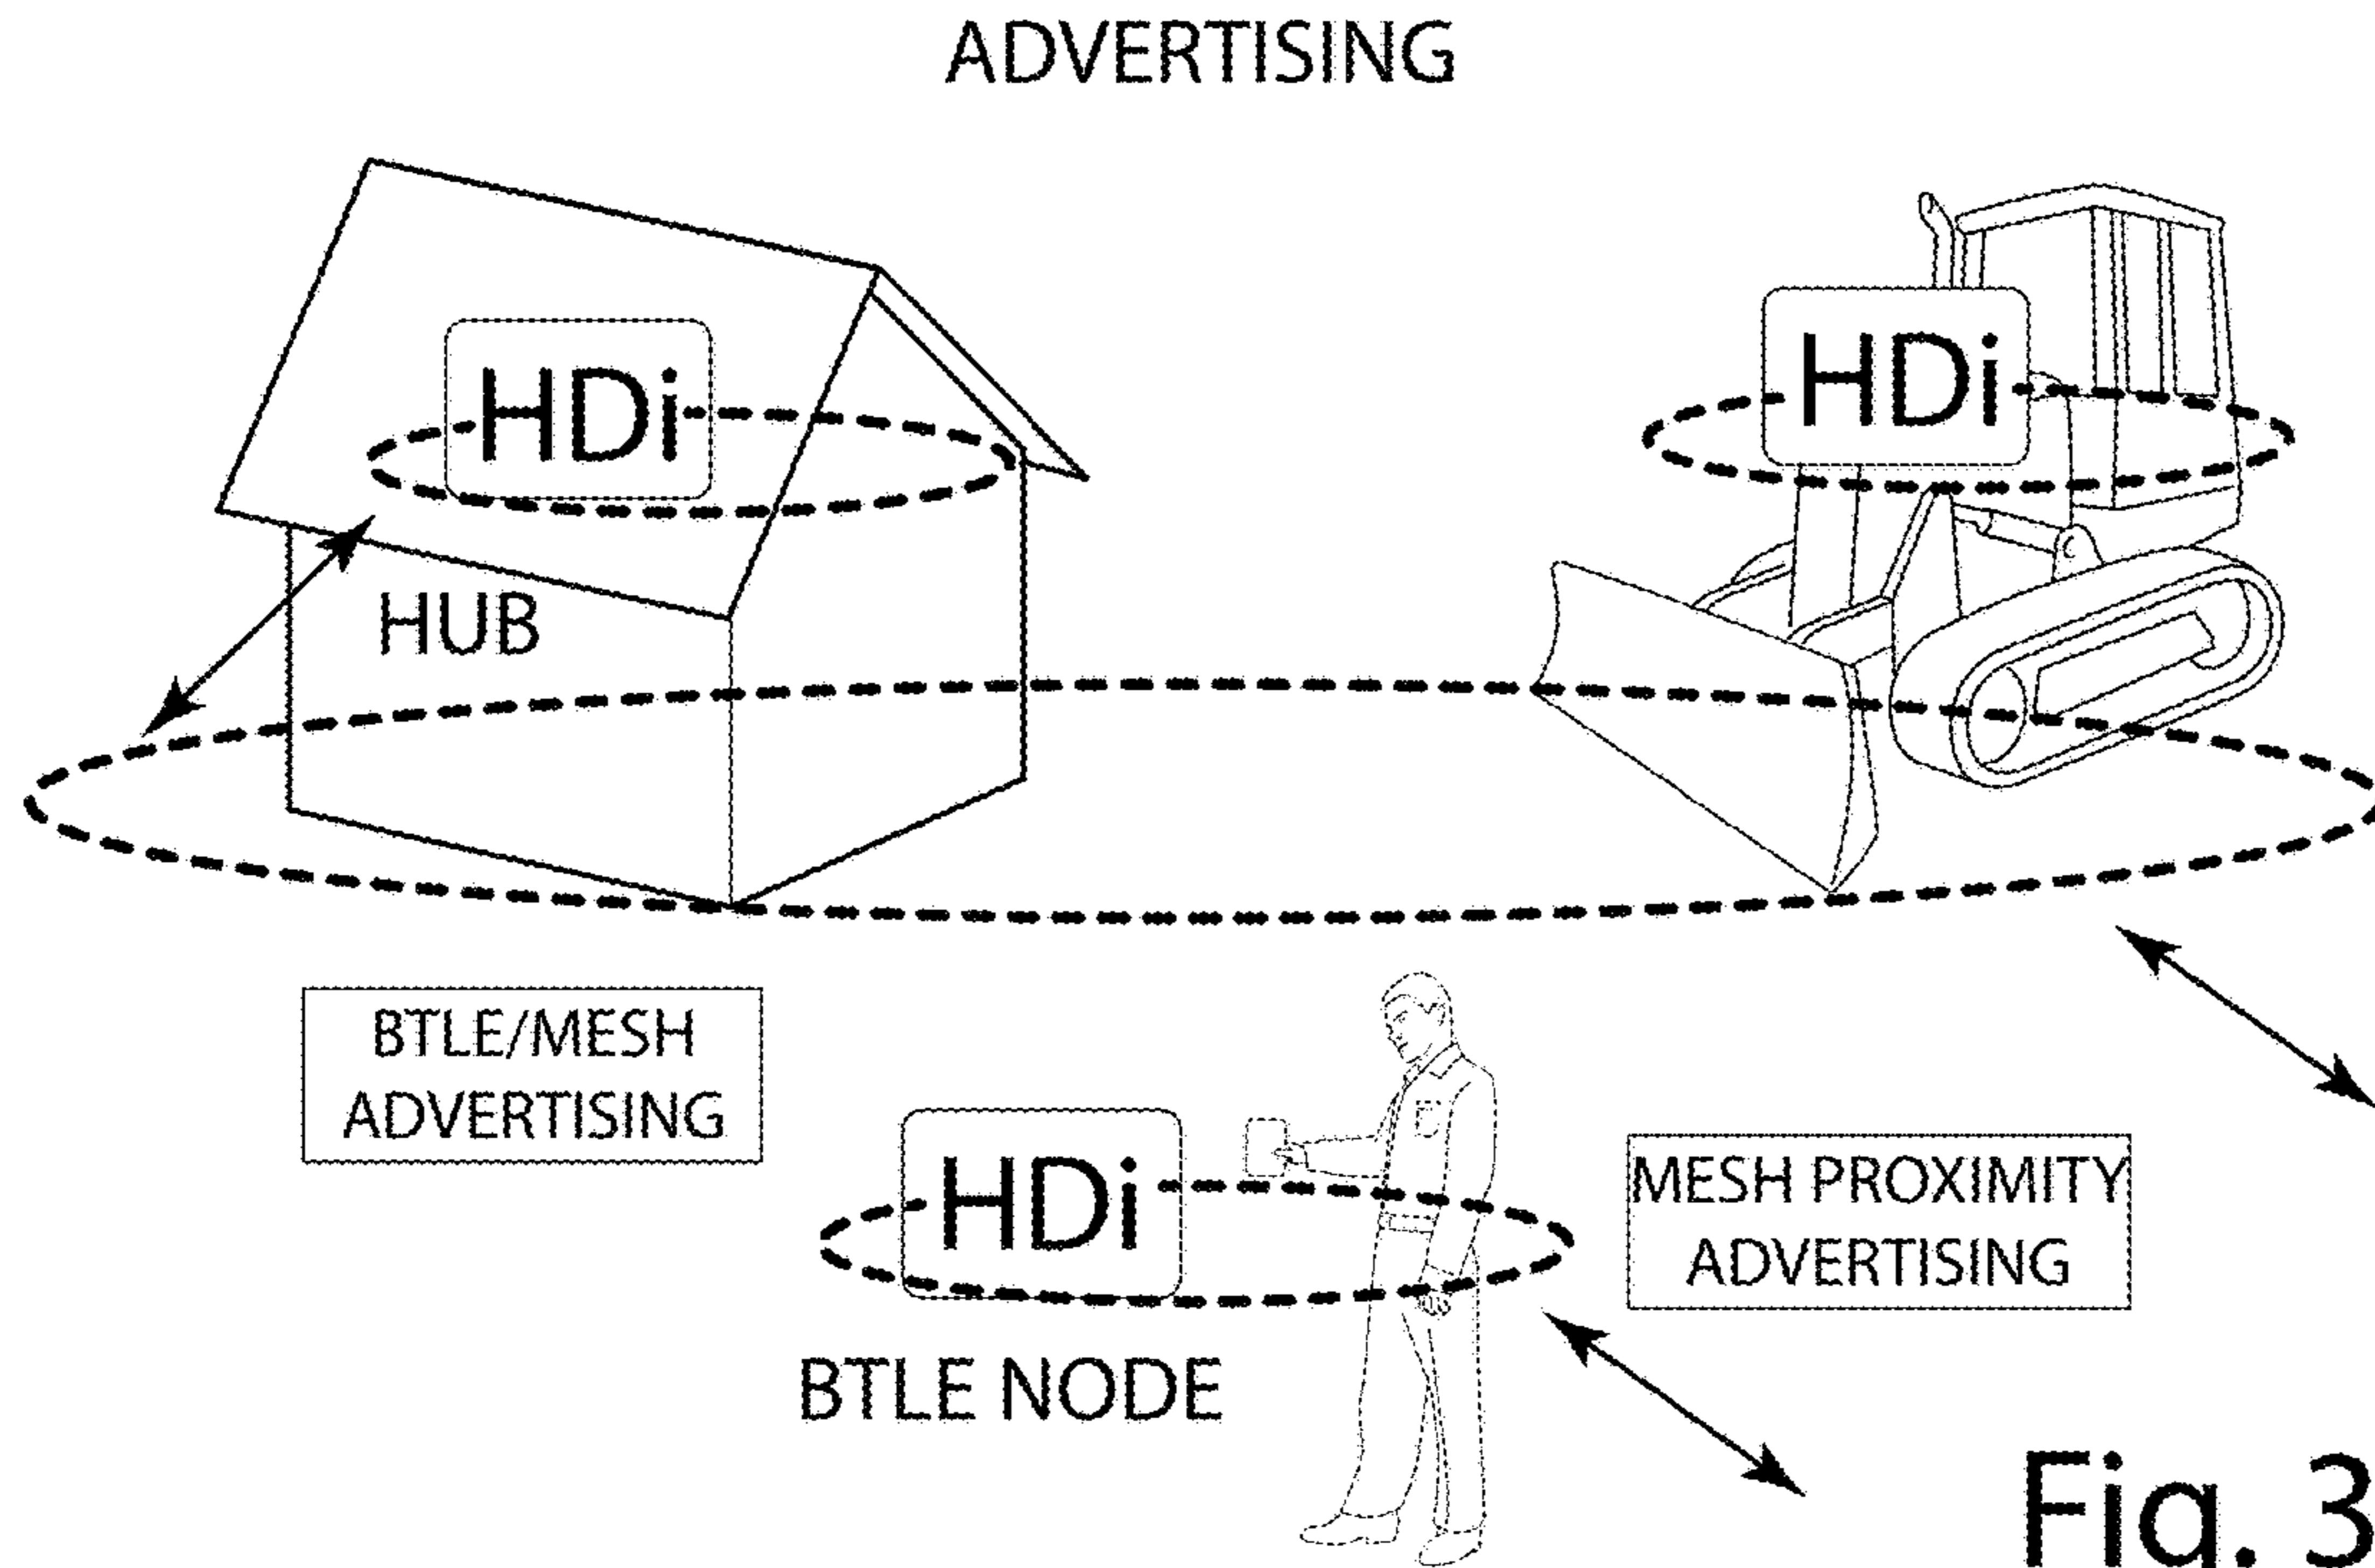 ADVERTISING
HDi
HDi
HUB
BTLE/MESH
ADVERTISING
HDi
MESH PROXIMITY
ADVERTISING
BTLE NODE
Fig. 3